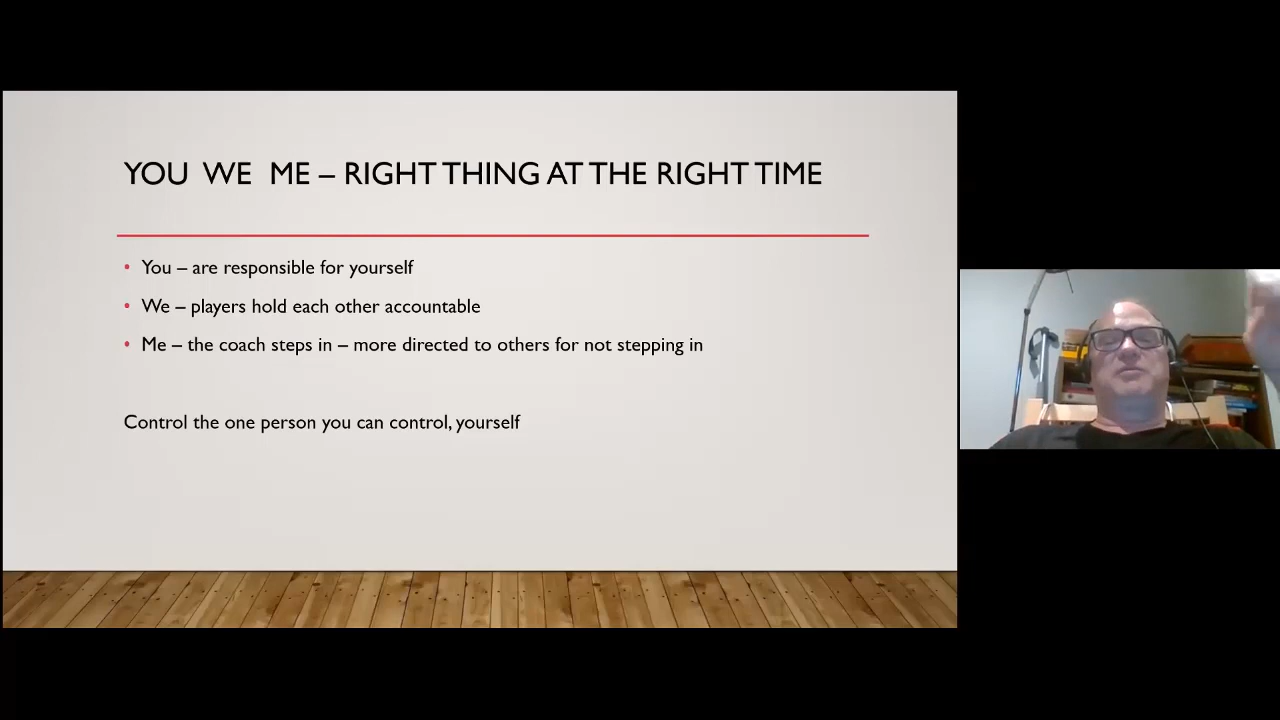 YOU WE ME – RIGHT THING AT THE RIGHT TIME
• You – are responsible for yourself
• We – players hold each other accountable
• Me – the coach steps in – more directed to others for not stepping in
Control the one person you can control, yourself